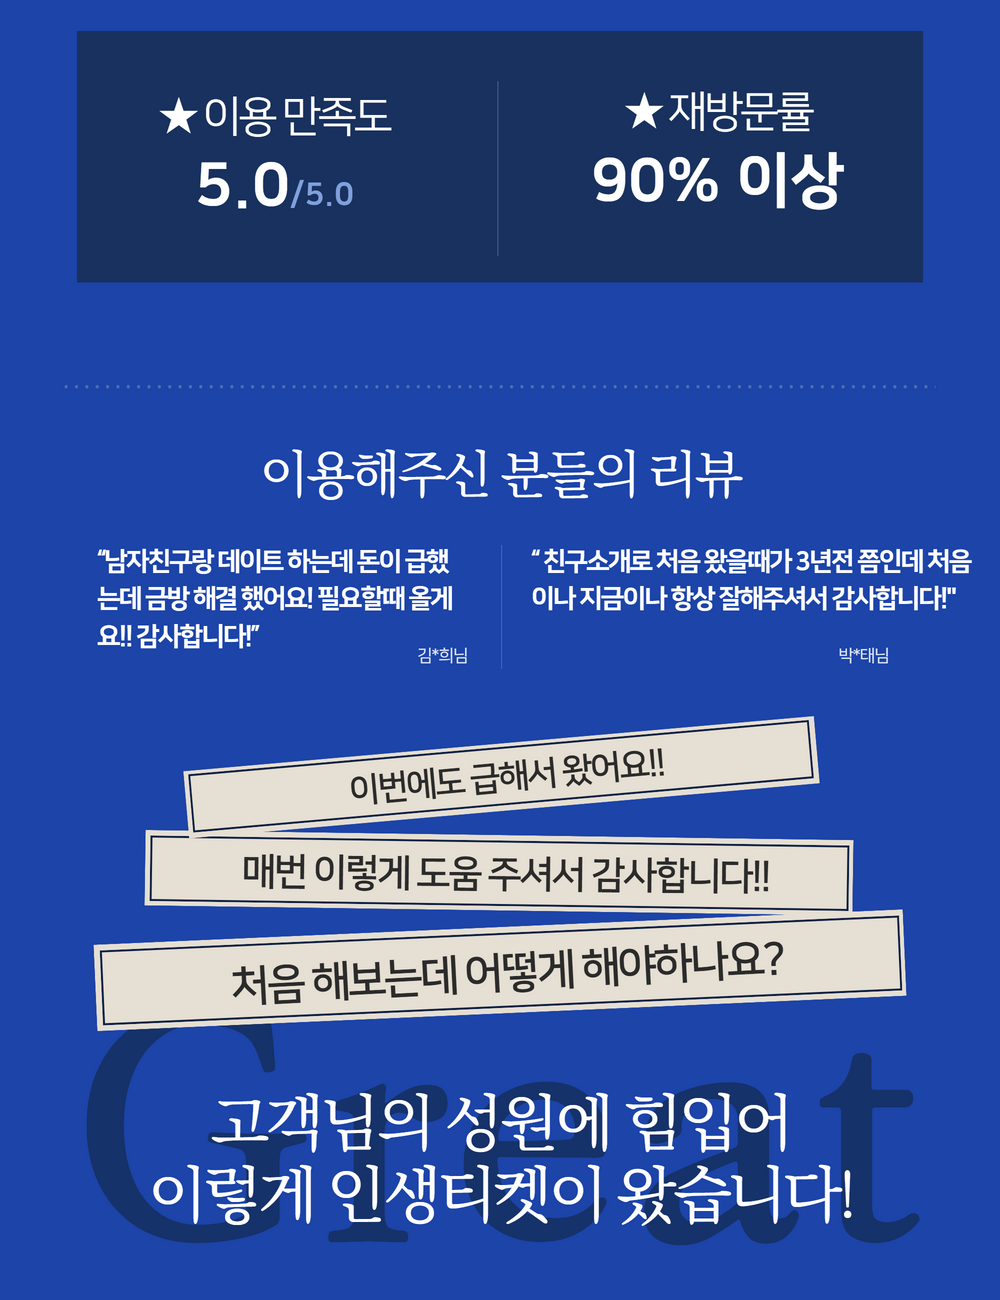 ★ 이용 만족도
5.0/5.0
★ 재방문률
90% 이상
이용해주신 분들의 리뷰
“남자친구랑 데이트 하는데 돈이 급했
는데 금방 해결 했어요! 필요할때 올게
요!! 감사합니다!”
김*희님
“ 친구소개로 처음 왔을때가 3년전 쯤인데 처음
이나 지금이나 항상 잘해주셔서 감사합니다!"
박*태님
이번에도 급해서 왔어요!!
매번 이렇게 도움 주셔서 감사합니다!!
처음 해보는데 어떻게 해야하나요?
Great
고객님의 성원에 힘입어
이렇게 인생티켓이 왔습니다!